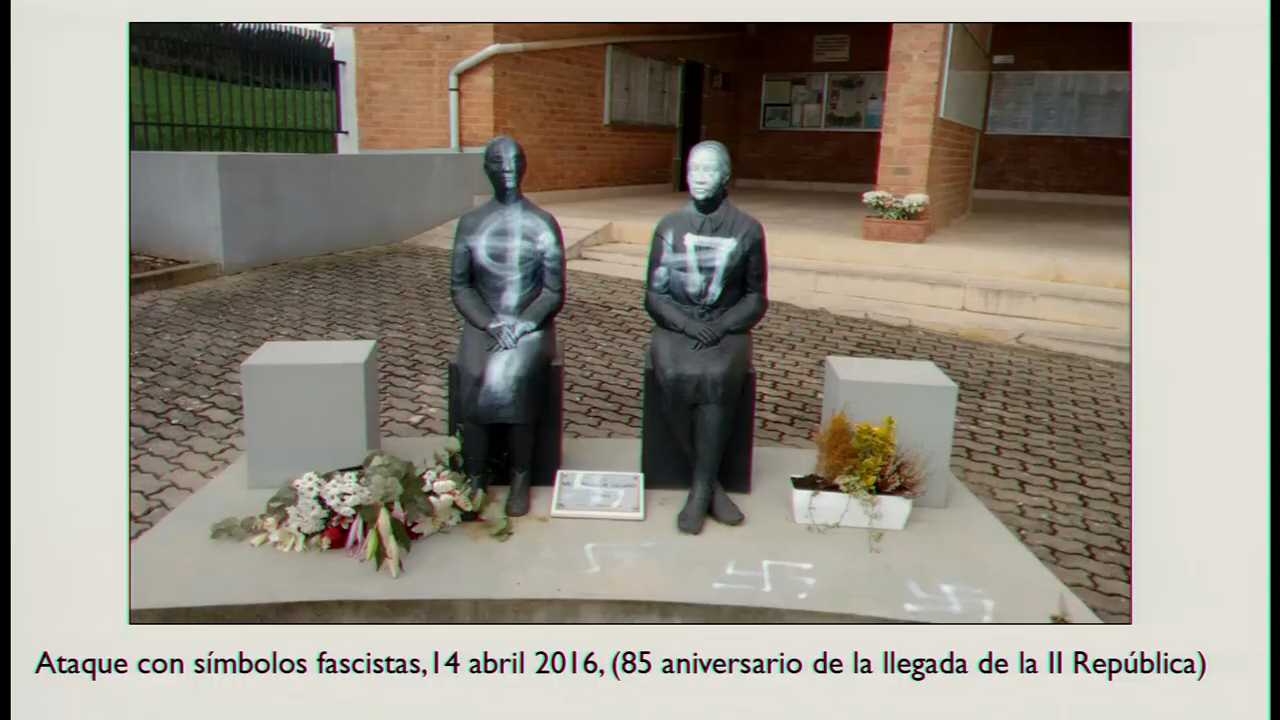 Ataque con símbolos fascistas,14 abril 2016, (85 aniversario de la llegada de la II República)